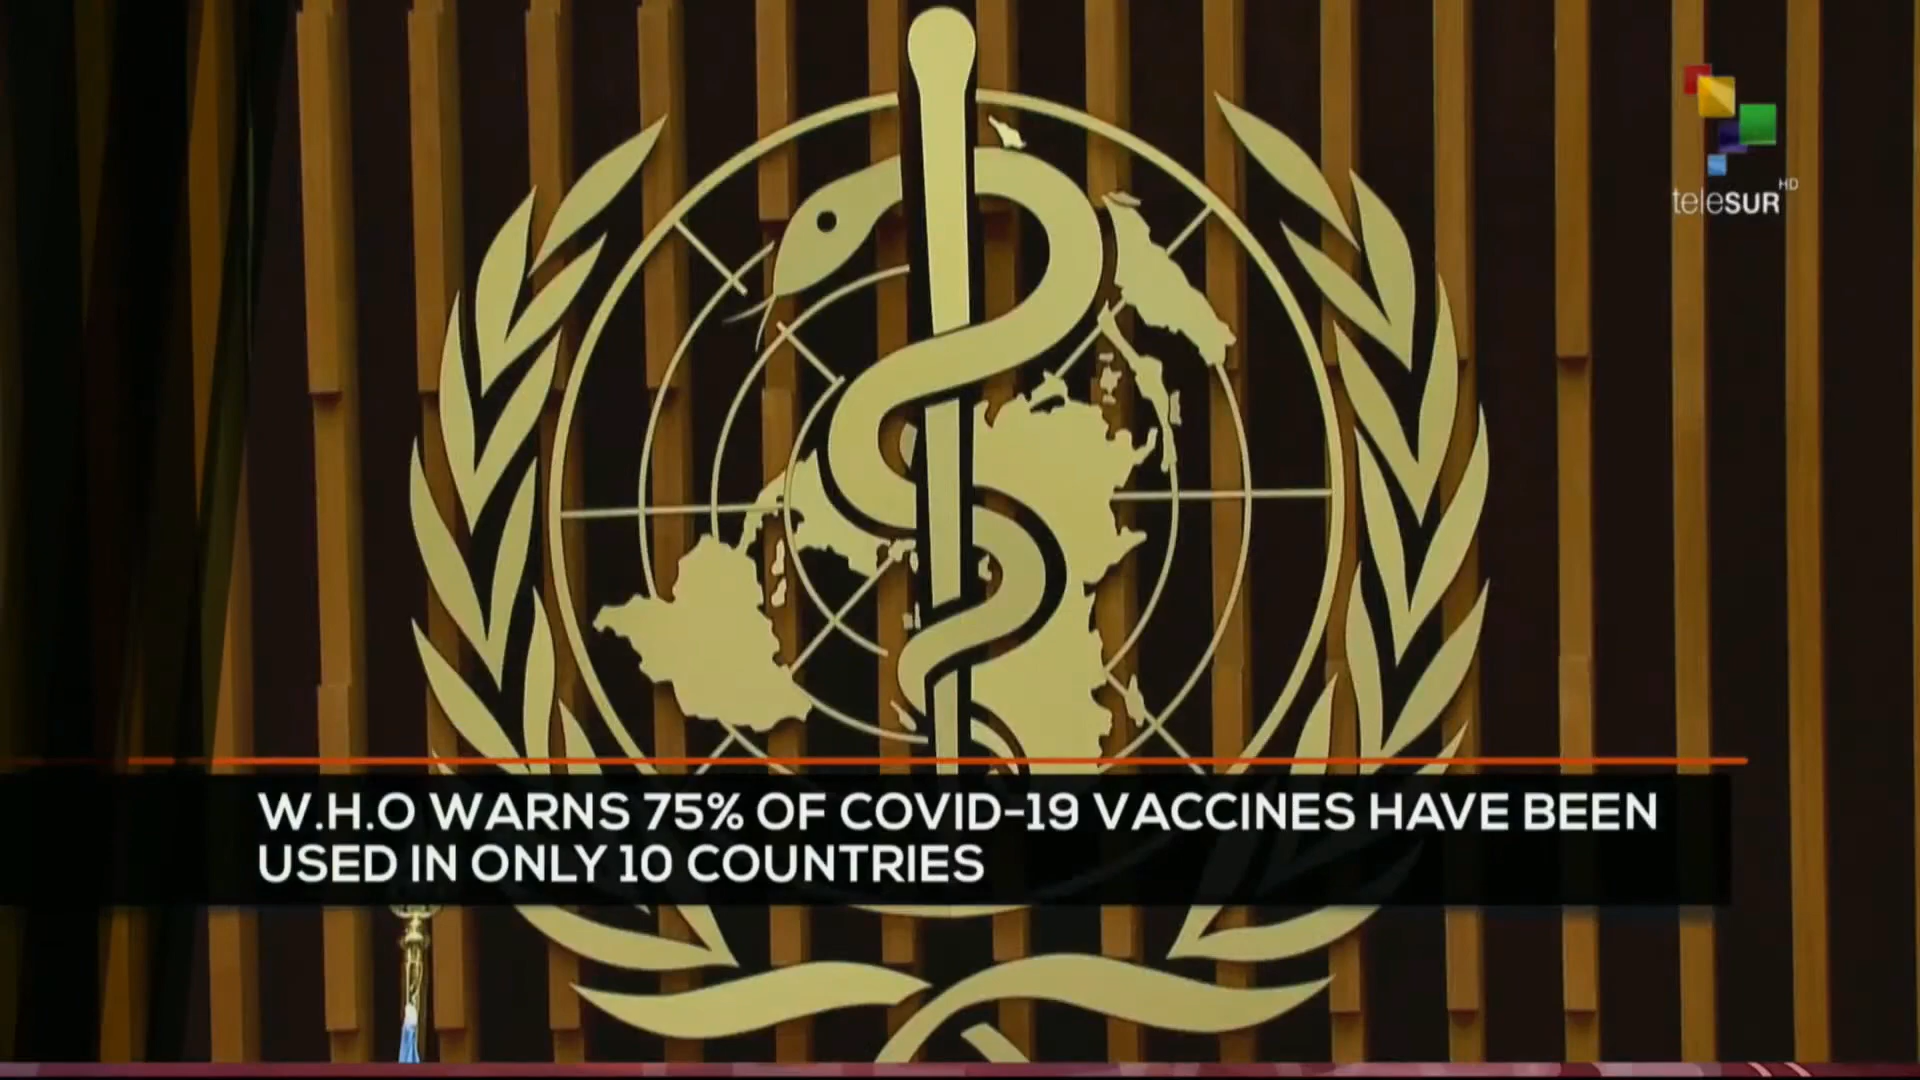 teleSUR HD
W.H.O WARNS 75% OF COVID-19 VACCINES HAVE BEEN
USED IN ONLY 10 COUNTRIES